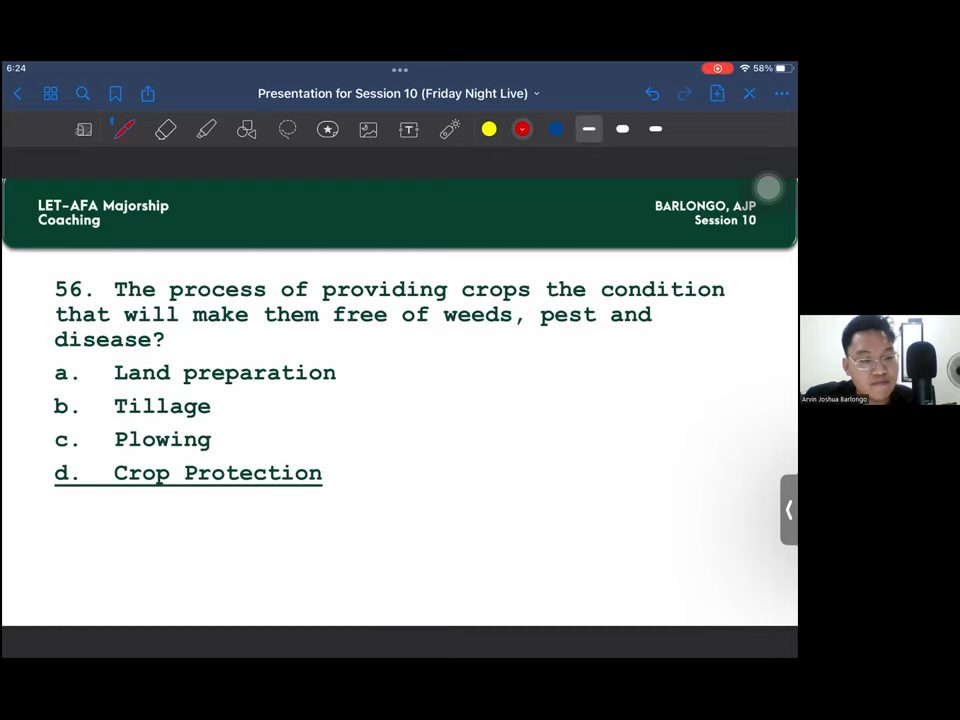 6:24
58%
Presentation for Session 10 (Friday Night Live)
LET-AFA Majorship
Coaching
BARLONGO, AJP
Session 10
56. The process of providing crops the condition
that will make them free of weeds, pest and
disease?
a. Land preparation
b. Tillage
c. Plowing
d. Crop Protection
Arvin Joshua Barlongo